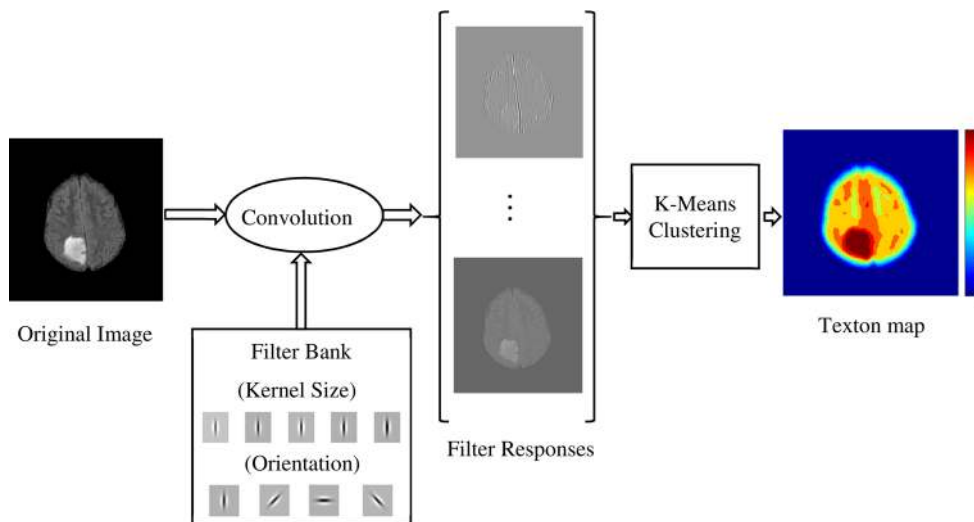 Original Image
Convolution
Filter Bank
(Kernel Size)
(Orientation)
Filter Responses
K-Means
Clustering
Texton map